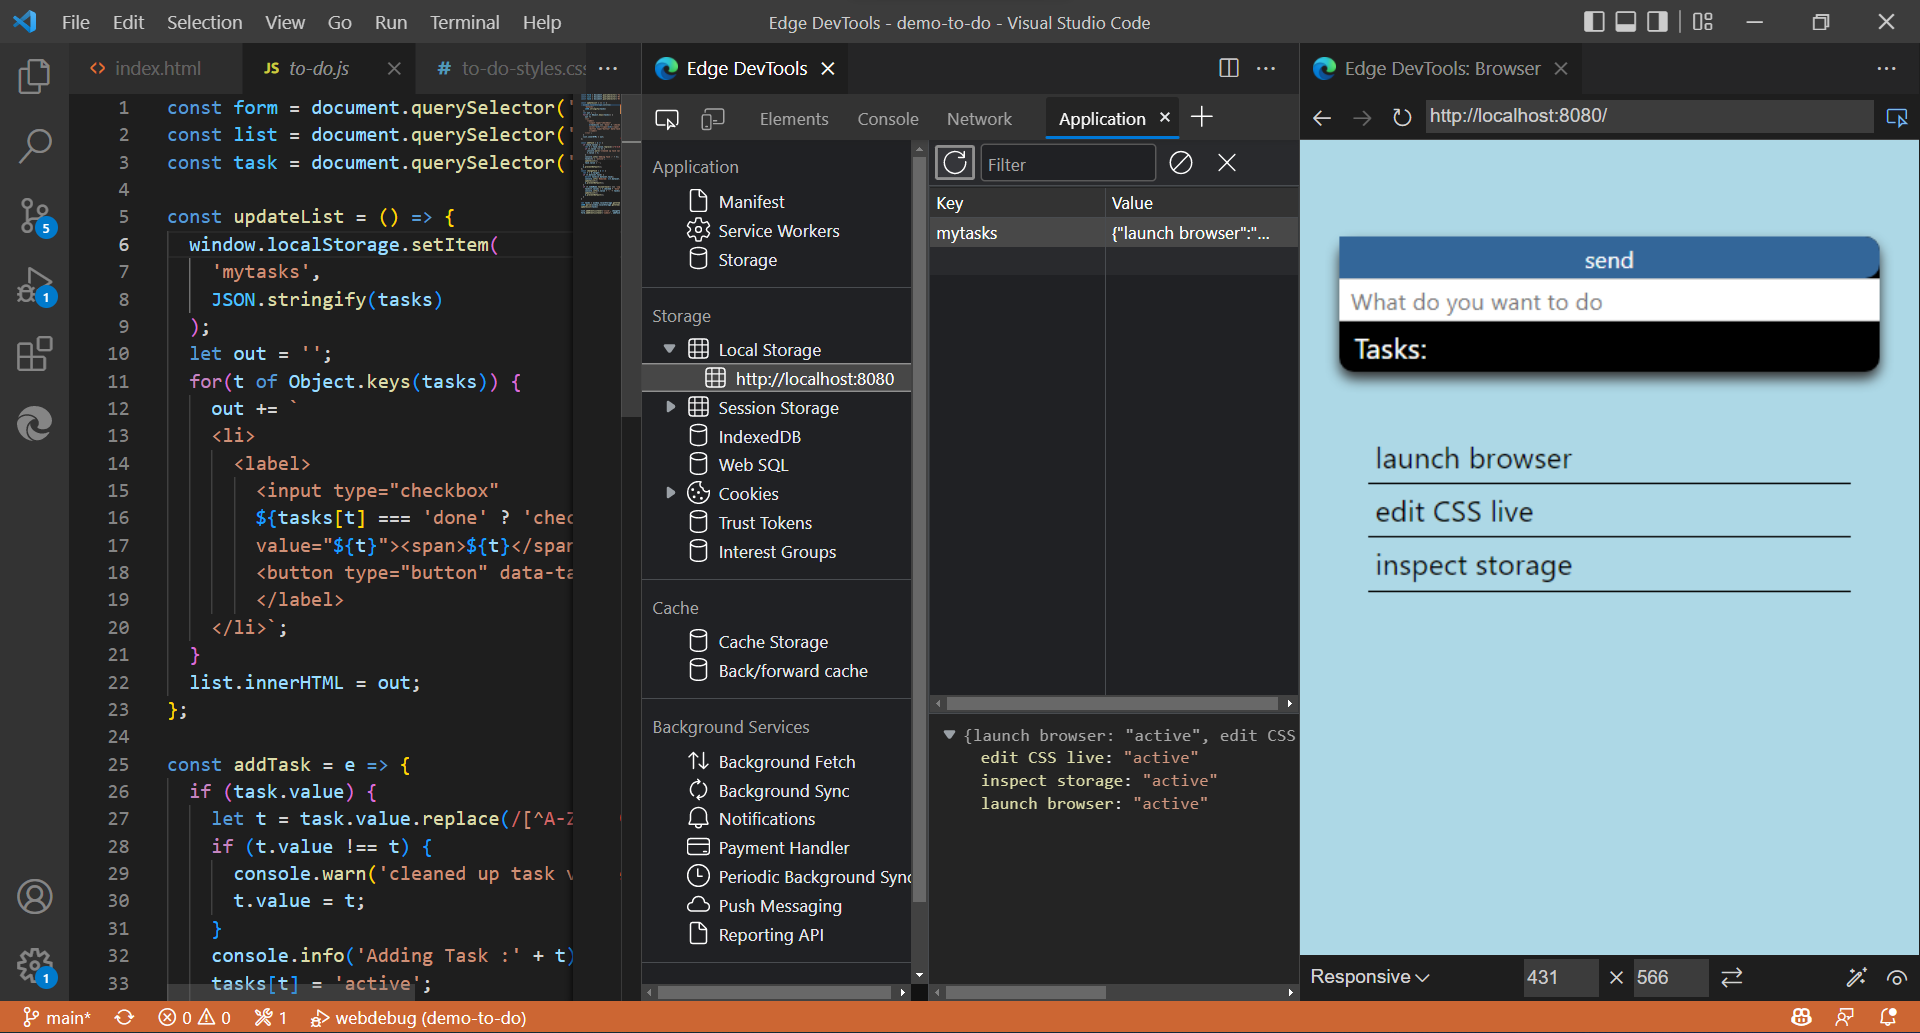 File Edit Selection View Go Run Terminal Help
Edge DevTools - demo-to-do - Visual Studio Code
index.html
JS to-do.js
# to-do-styles.css
5
1
1
1 const form = document.querySelector('
2 const list = document.querySelector('
3 const task = document.querySelector('
4
5 const updateList = () => {
6 window.localStorage.setItem(
7 'mytasks',
8 JSON.stringify(tasks)
9 );
10 let out = '';
11 for(t of Object.keys(tasks)) {
12 out += `
13 <li>
14 <label>
15 <input type="checkbox"
16 ${tasks[t] === 'done' ? 'chec
17 value="${t}"><span>${t}</span
18 <button type="button" data-ta
19 </label>
20 </li>`;
21 }
22 list.innerHTML = out;
23 };
24
25 const addTask = e => {
26 if (task.value) {
27 let t = task.value.replace(/[^A-Z
28 if (t.value !== t) {
29 console.warn('cleaned up task v
30 t.value = t;
31 }
32 console.info('Adding Task :' + t)
33 tasks[t] = 'active';
Edge DevTools
Elements Console Network Application
Application
Manifest
Service Workers
Storage
Storage
Local Storage
http://localhost:8080
Session Storage
IndexedDB
Web SQL
Cookies
Trust Tokens
Interest Groups
Cache
Cache Storage
Back/forward cache
Background Services
Background Fetch
Background Sync
Notifications
Payment Handler
Periodic Background Sync
Push Messaging
Reporting API
Filter
Key Value
mytasks {"launch browser":"...
{launch browser: "active", edit CSS
edit CSS live: "active"
inspect storage: "active"
launch browser: "active"
Edge DevTools: Browser
http://localhost:8080/
send
What do you want to do
Tasks:
launch browser
edit CSS live
inspect storage
Responsive 431 × 566
main* 0 0 1 webdebug (demo-to-do)